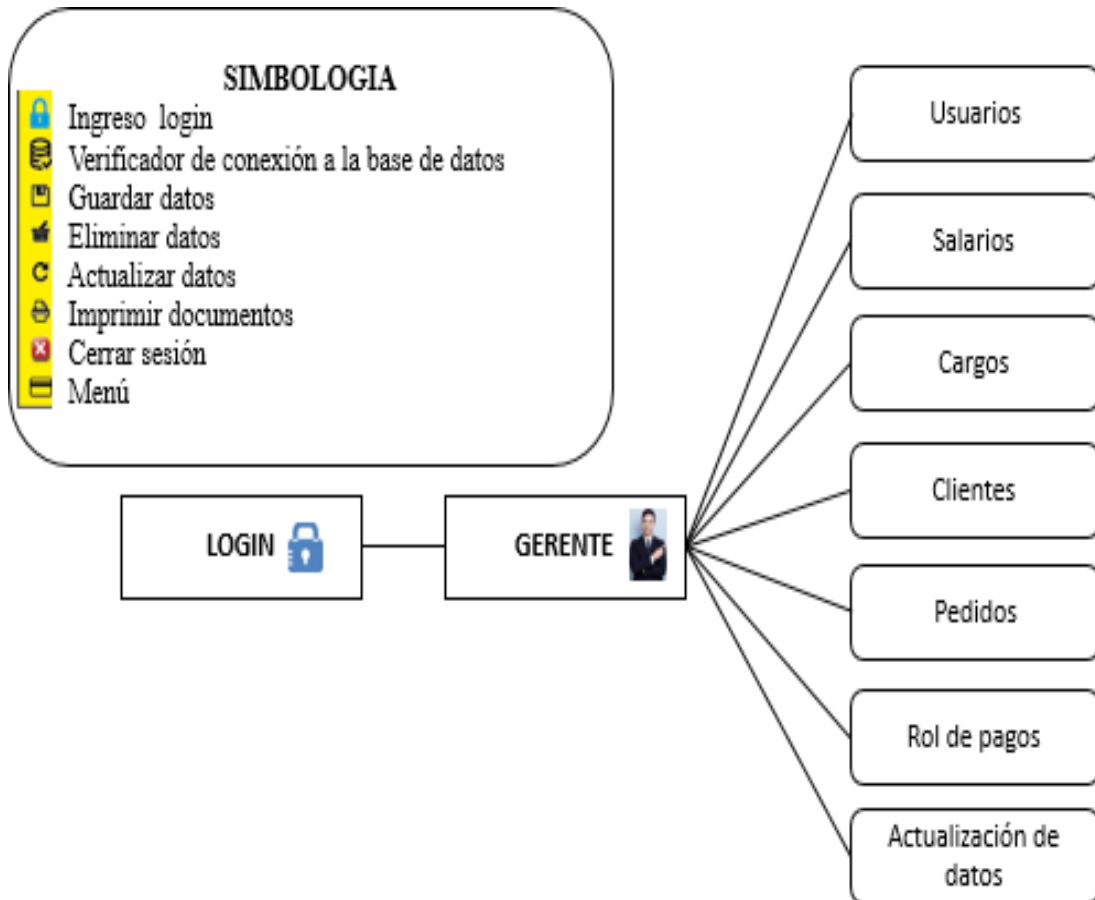 SIMBOLOGIA
Ingreso login
Verificador de conexión a la base de datos
Guardar datos
Eliminar datos
Actualizar datos
Imprimir documentos
Cerrar sesión
Menú
LOGIN
GERENTE
Usuarios
Salarios
Cargos
Clientes
Pedidos
Rol de pagos
Actualización de
datos